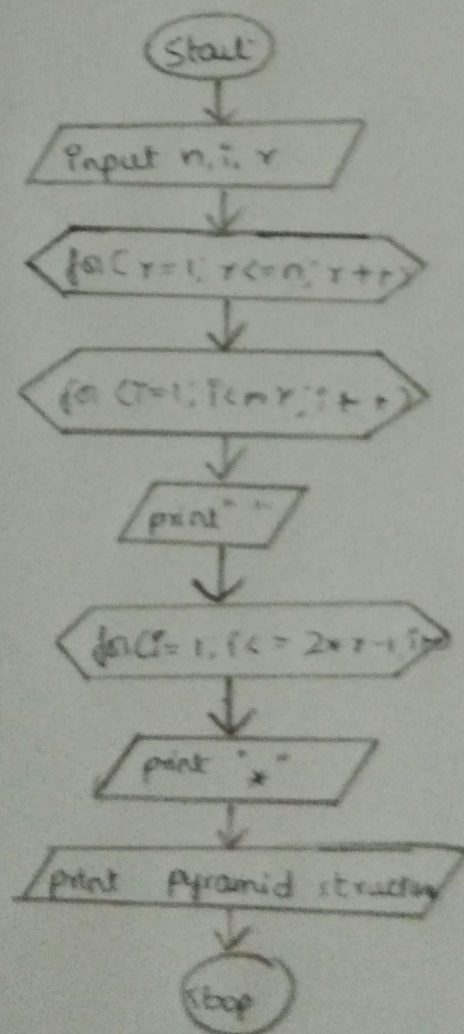 Start
input n, i, r
for (r=1; r<=n; r++)
for (i=1; i<=n-r; i++)
print " "
for (i=1; i<=2*r-1; i++)
print "*"
print pyramid structure
stop